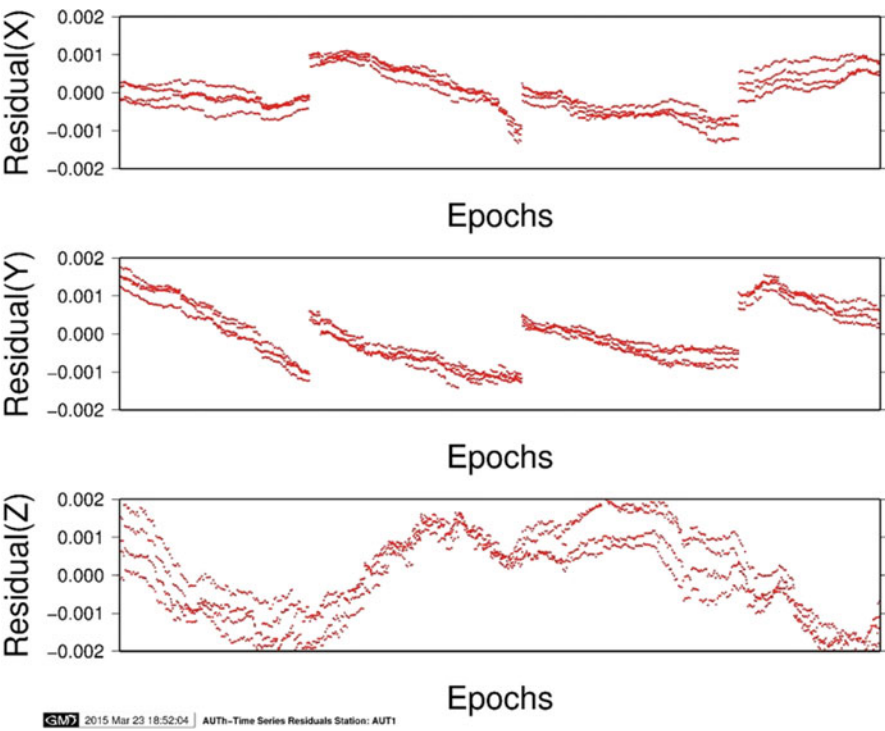 0.002
0.001
0.000
−0.001
−0.002
Residual(X)
Epochs
0.002
0.001
0.000
−0.001
−0.002
Residual(Y)
Epochs
0.002
0.001
0.000
−0.001
−0.002
Residual(Z)
Epochs
GMT 2015 Mar 23 18:52:04 AUTh−Time Series Residuals Station: AUT1